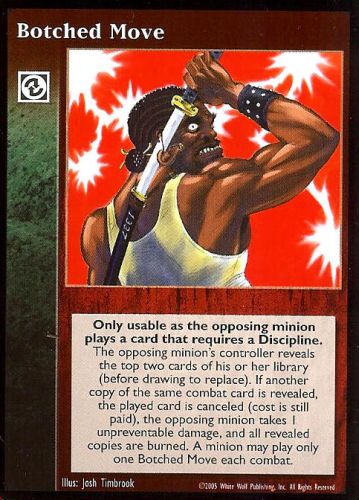 Botched Move
Only usable as the opposing minion
plays a card that requires a Discipline.
The opposing minion's controller reveals
the top two cards of his or her library
(before drawing to replace). If another
copy of the same combat card is revealed,
the played card is canceled (cost is still
paid), the opposing minion takes 1
unpreventable damage, and all revealed
copies are burned. A minion may play only
one Botched Move each combat.
Illus: Josh Timbrook
©2005 White Wolf Publishing, Inc. All Rights Reserved